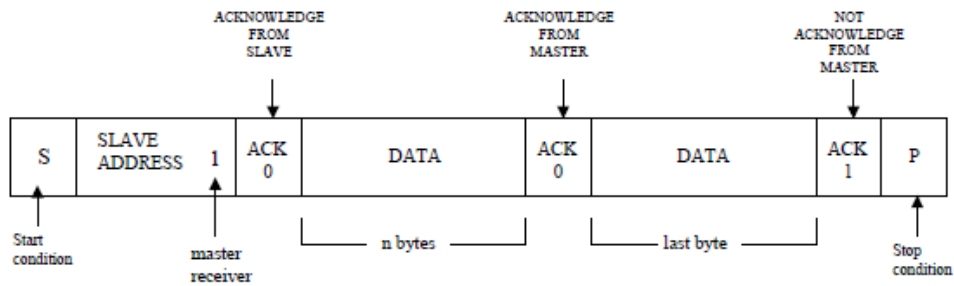 ACKNOWLEDGE
FROM
SLAVE
ACKNOWLEDGE
FROM
MASTER
NOT
ACKNOWLEDGE
FROM
MASTER
S
SLAVE
ADDRESS 1
ACK
0
DATA
ACK
0
DATA
ACK
1
P
Start
condition
master
receiver
n bytes
last byte
Stop
condition